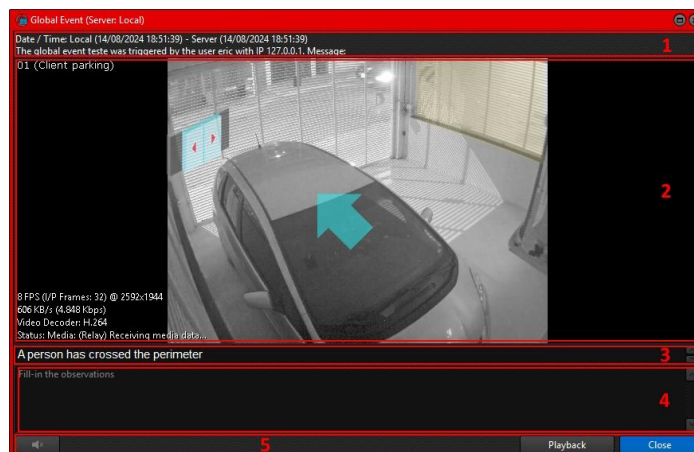 Global Event (Server: Local)
Date / Time: Local (14/08/2024 18:51:39) - Server (14/08/2024 18:51:39)
The global event teste was triggered by the user eric with IP 127.0.0.1. Message:
1
01 (Client parking)
2
8 FPS (I/P Frames: 32) @ 2592x1944
606 KB/s (4.848 Kbps)
Video Decoder: H.264
Status: Media: (Relay) Receiving media data...
A person has crossed the perimeter
3
Fill-in the observations
4
5
Playback
Close